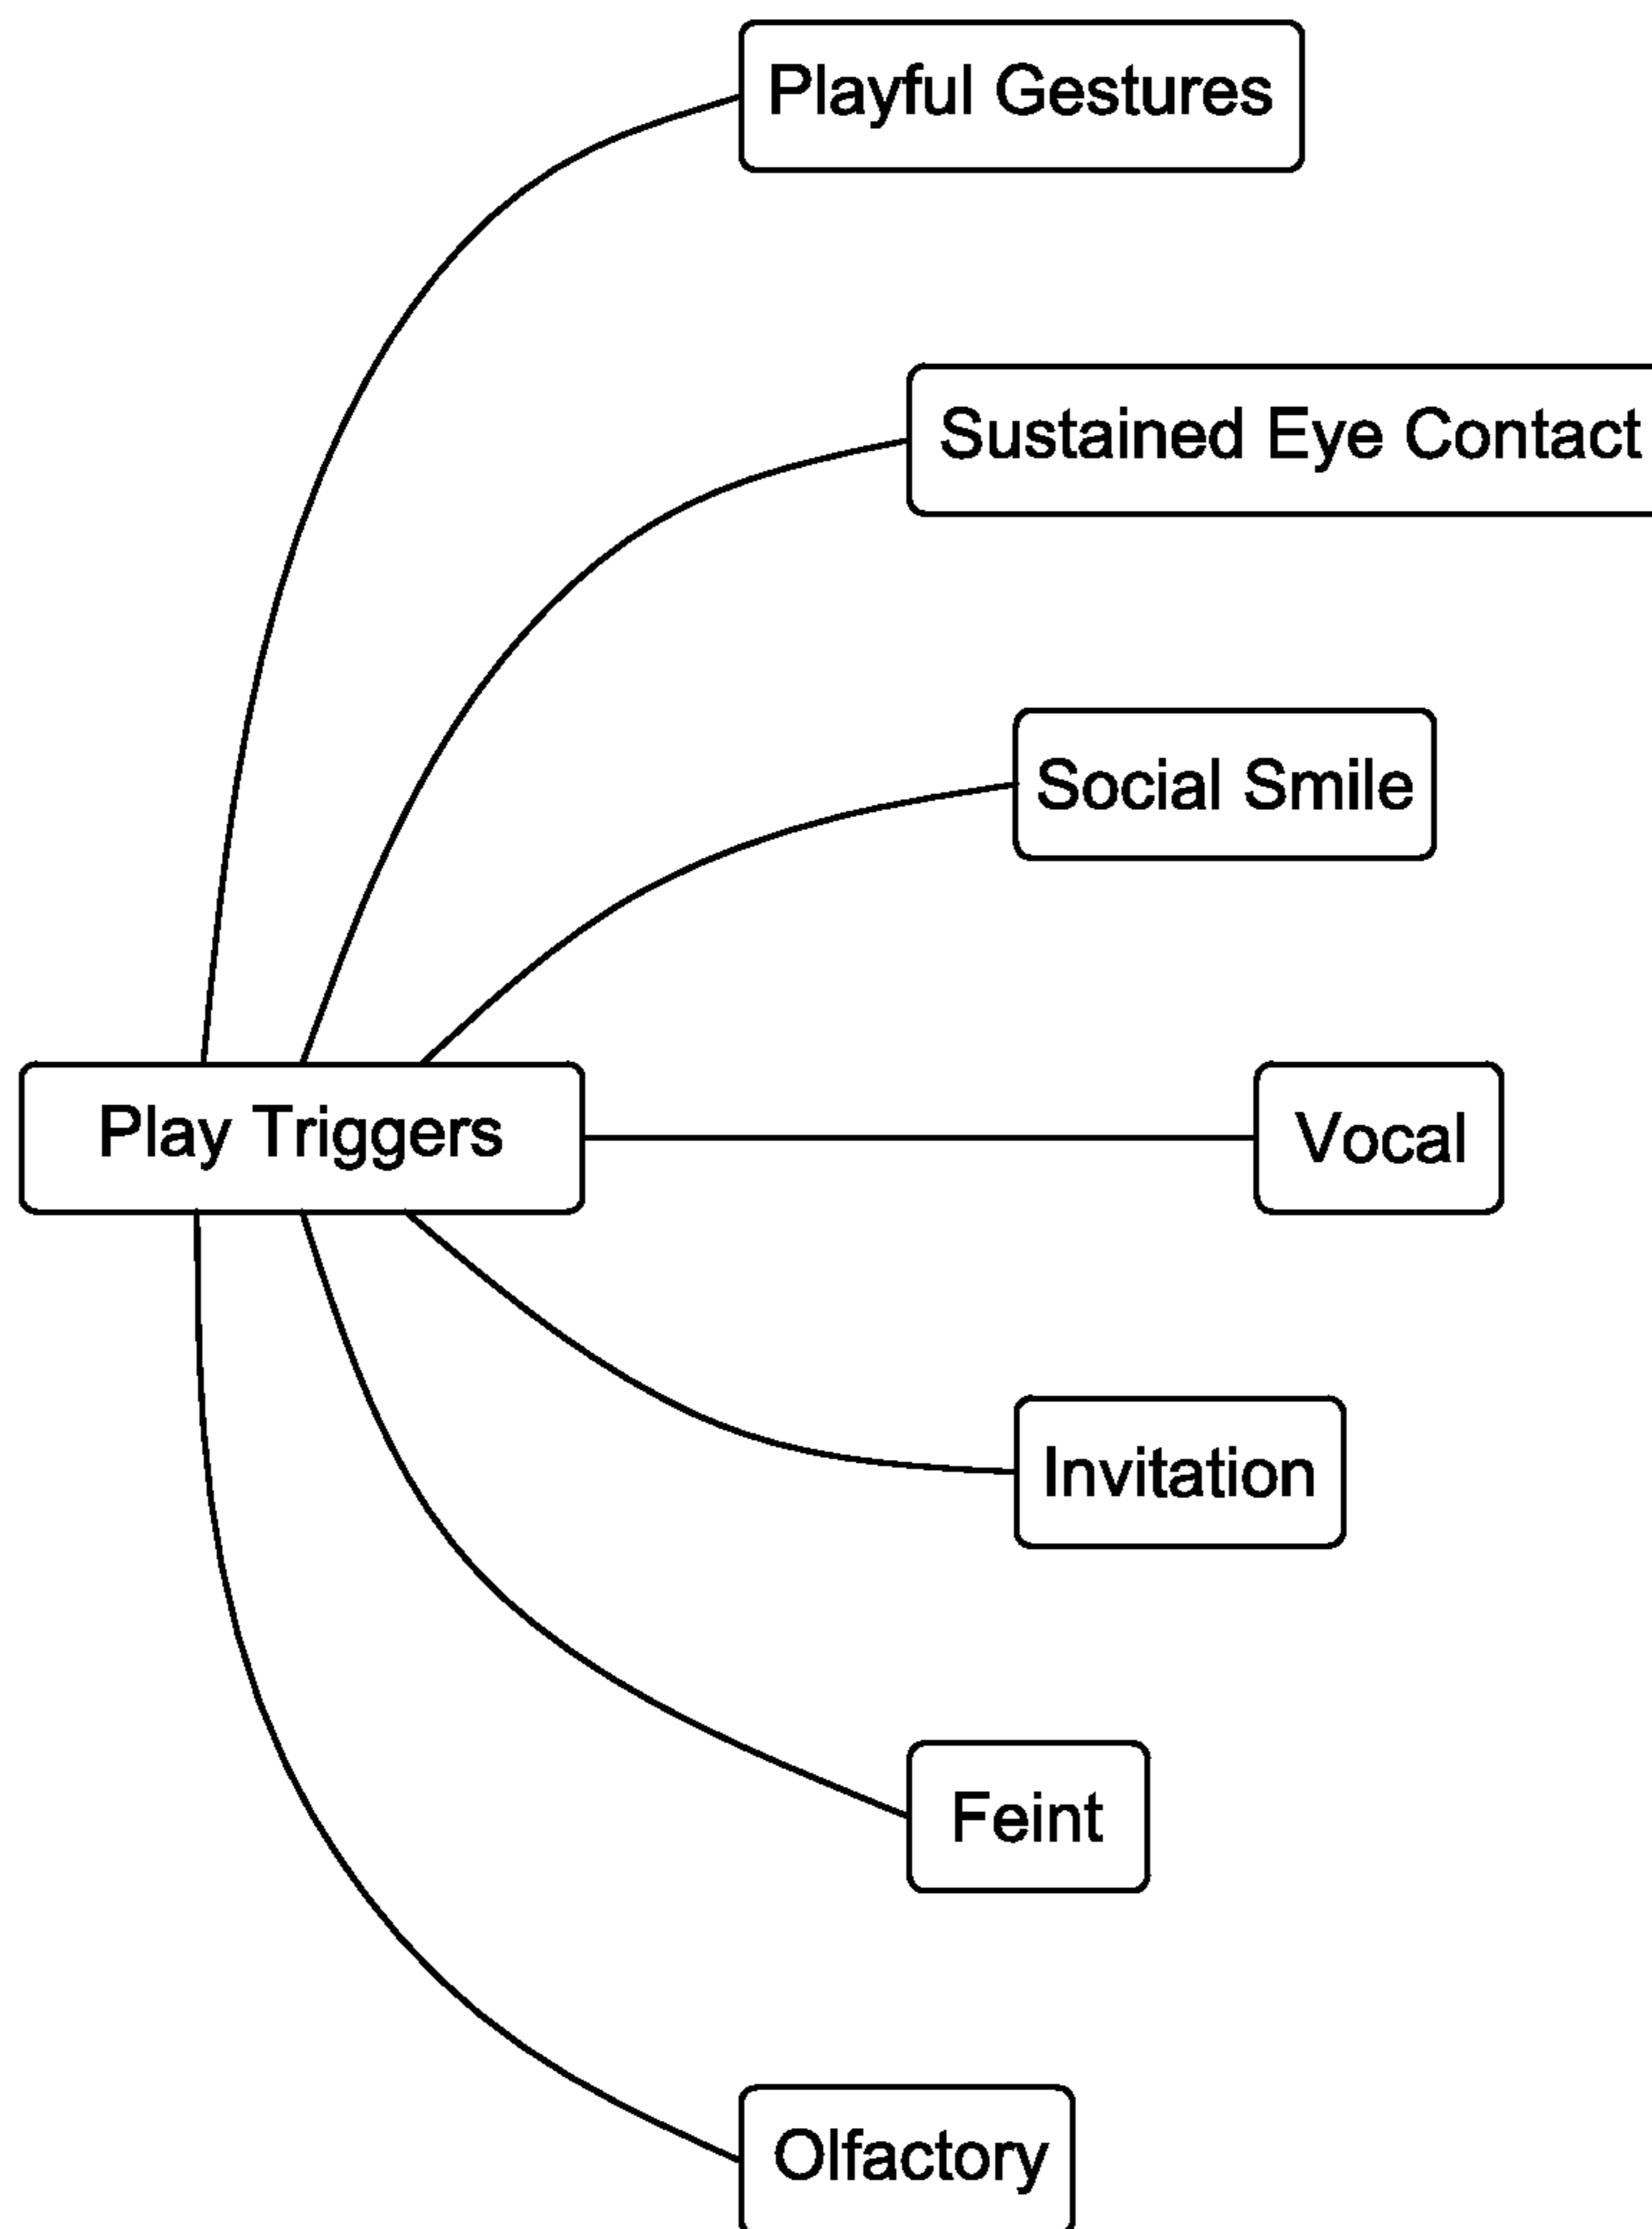 Playful Gestures
Sustained Eye Contact
Social Smile
Play Triggers
Vocal
Invitation
Feint
Olfactory